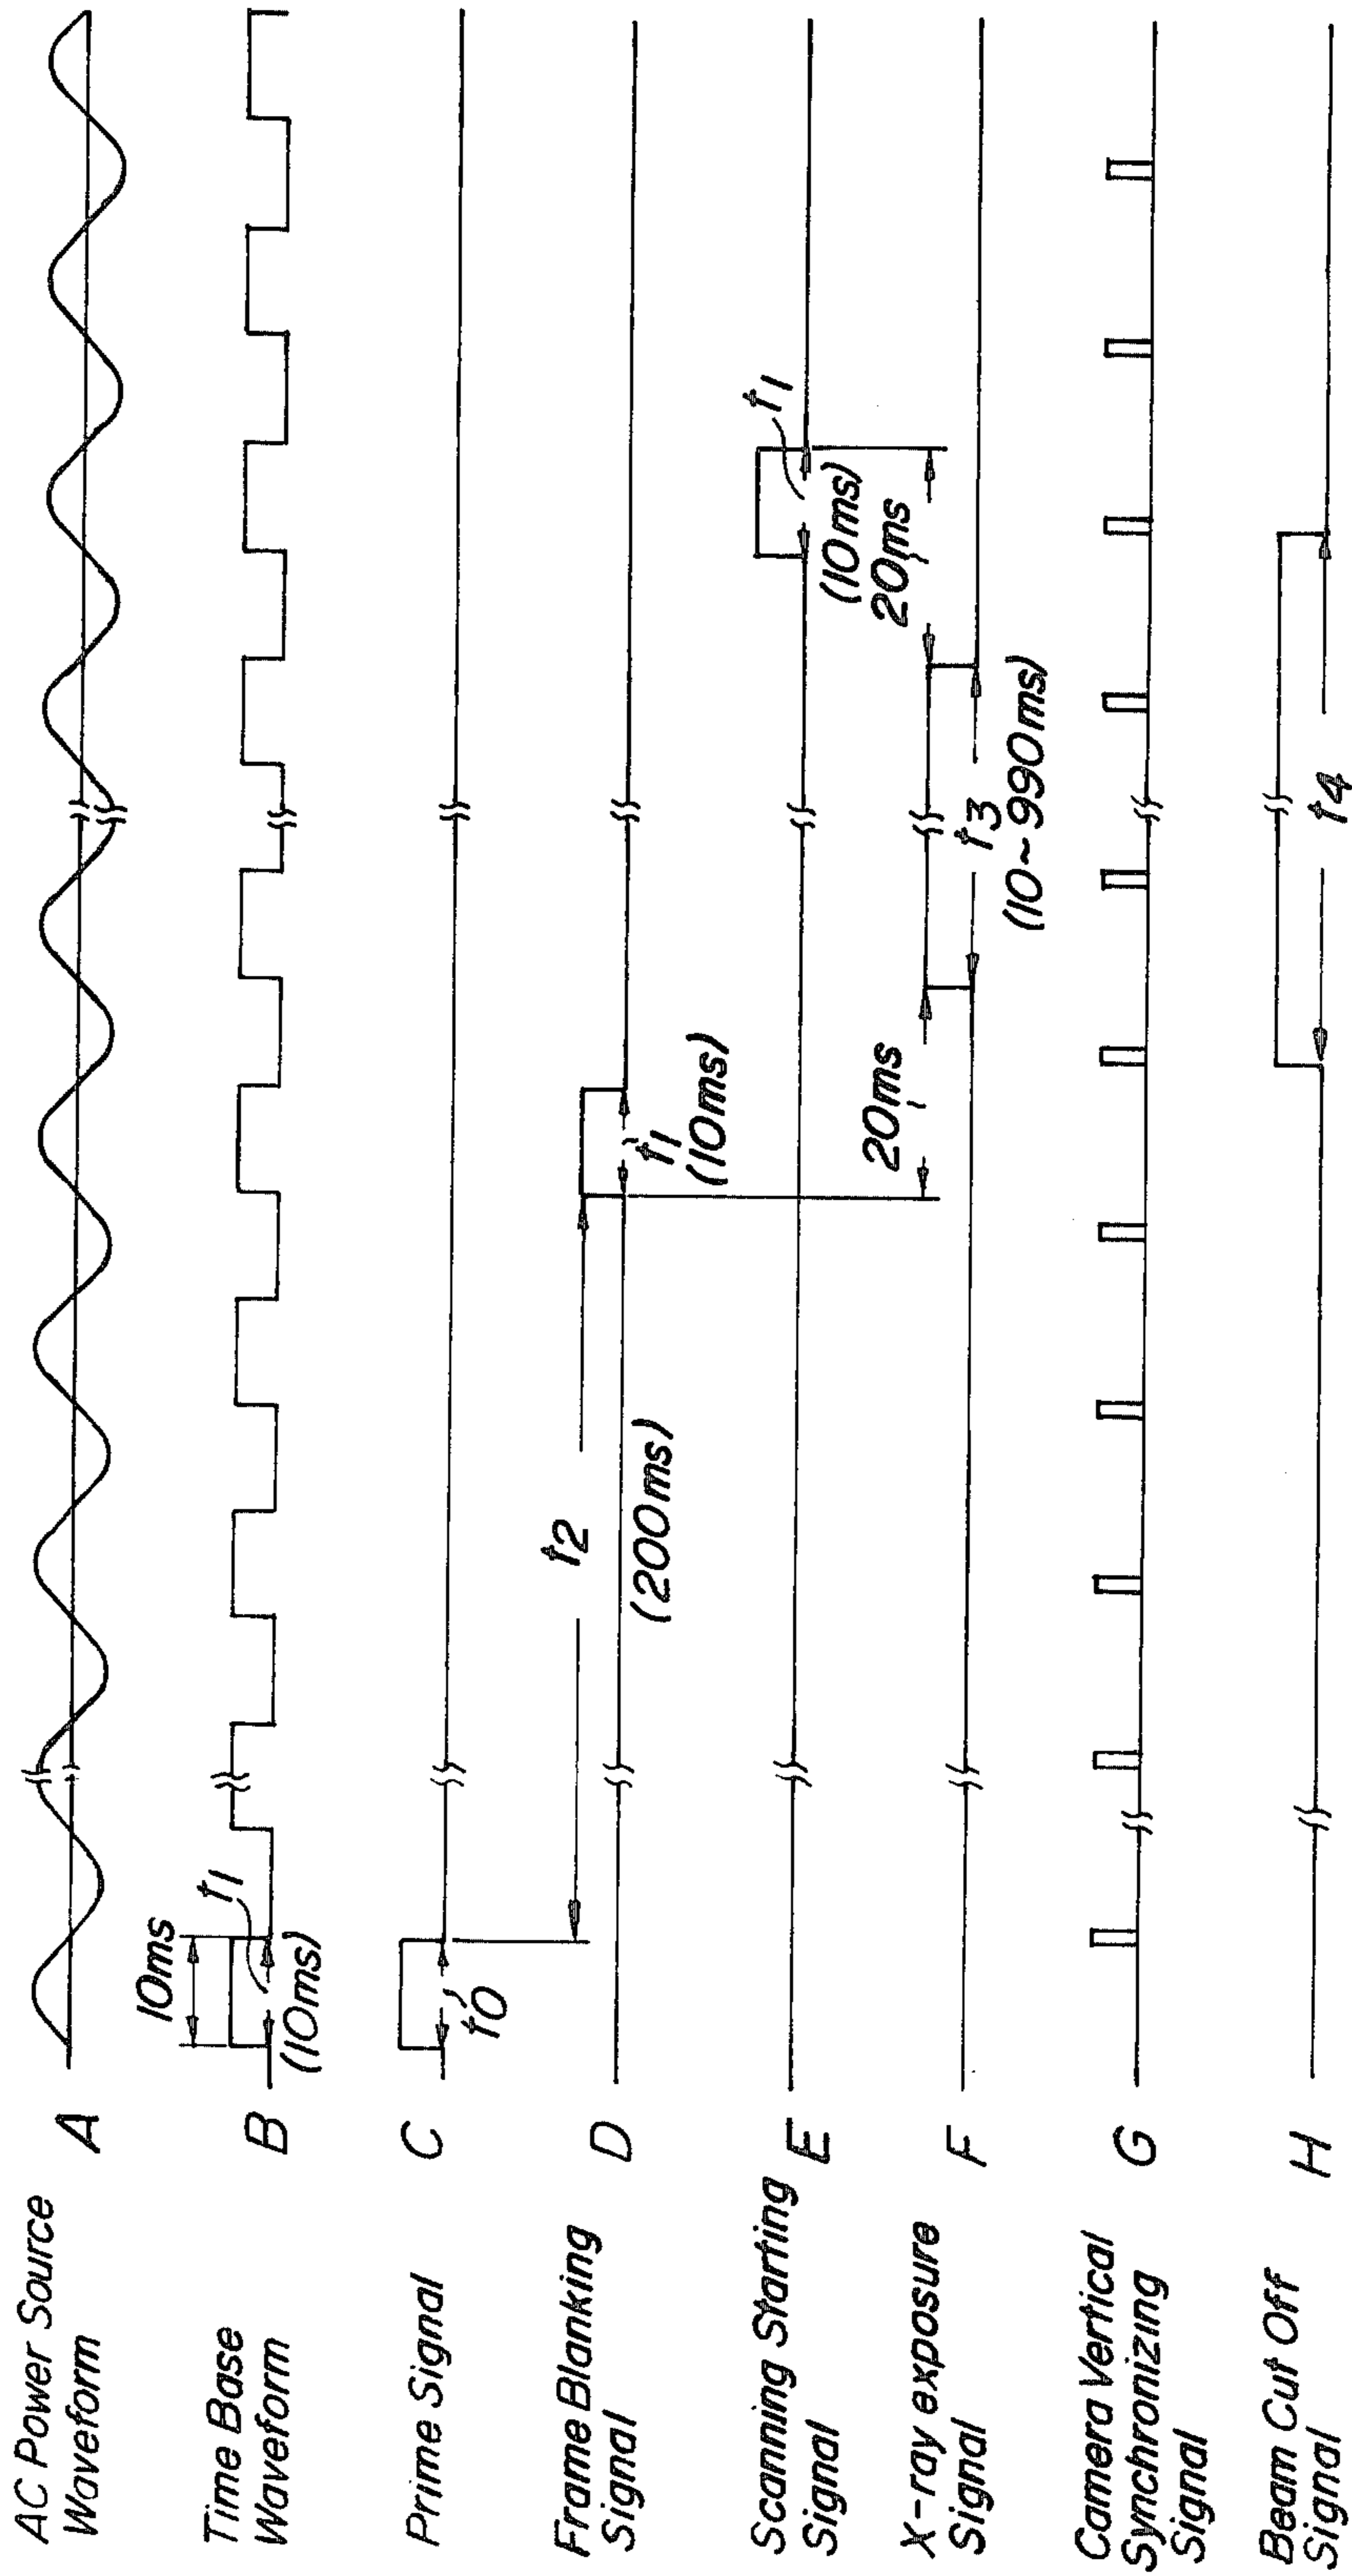 AC Power Source
Waveform
A
Time Base
Waveform
B
10ms
t1
(10ms)
Prime Signal
C
t0
Frame Blanking
Signal
D
t2
(200ms)
t1
(10ms)
Scanning Starting
Signal
E
t1
(10ms)
X-ray exposure
Signal
F
20ms
t3
(10~990ms)
20ms
Camera Vertical
Synchronizing
Signal
G
Beam Cut Off
Signal
H
t4